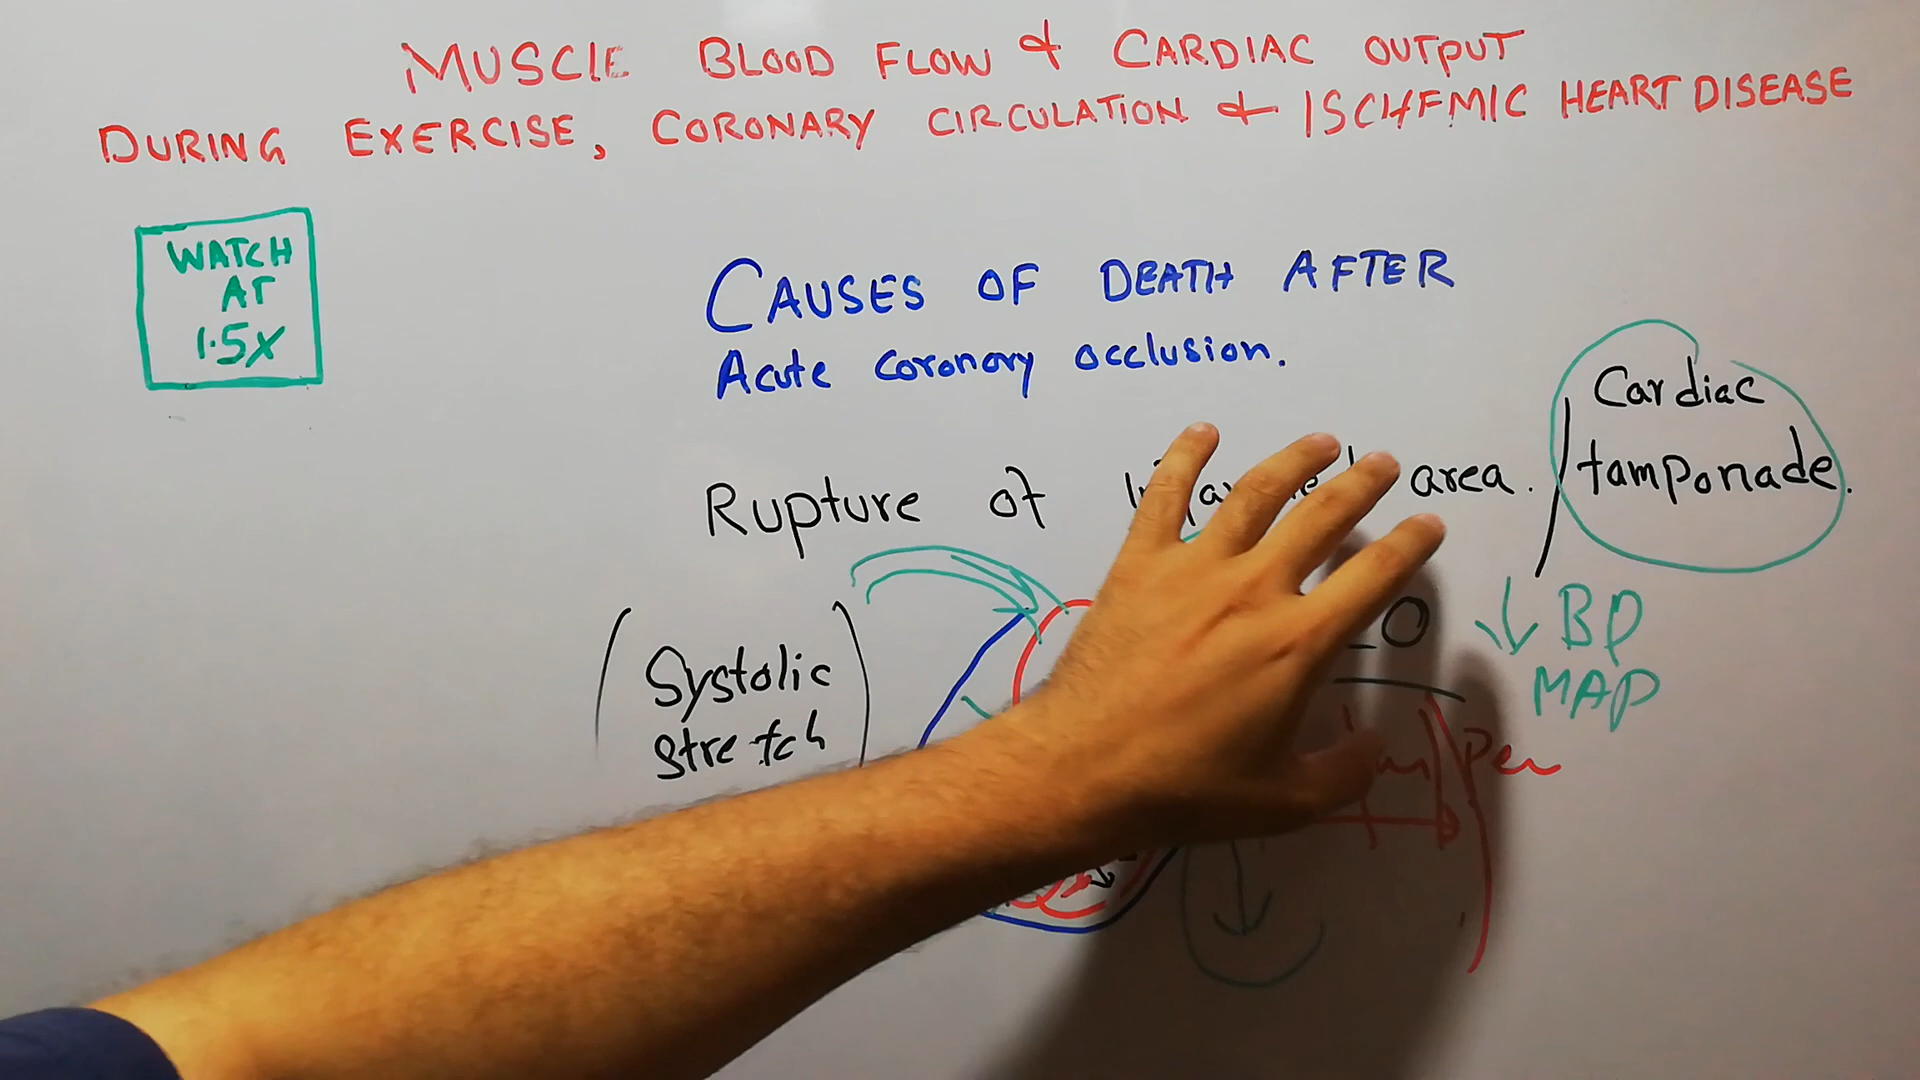 MUSCLE BLOOD FLOW & CARDIAC OUTPUT
DURING EXERCISE, CORONARY CIRCULATION & ISCHEMIC HEART DISEASE
WATCH
AT
1.5X
CAUSES OF DEATH AFTER
Acute coronory occlusion.
Rupture of area.
Cardiac
tamponade.
Systolic
stretch
BP
MAP